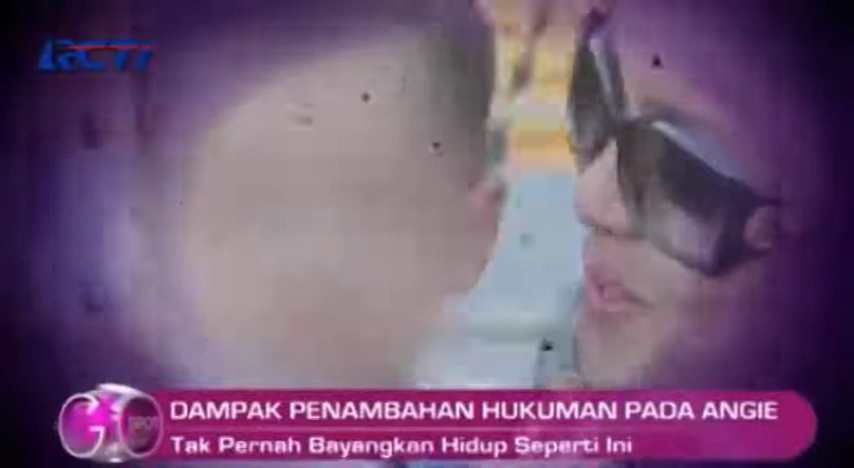 RCTI
DAMPAK PENAMBAHAN HUKUMAN PADA ANGIE
Tak Pernah Bayangkan Hidup Seperti Ini